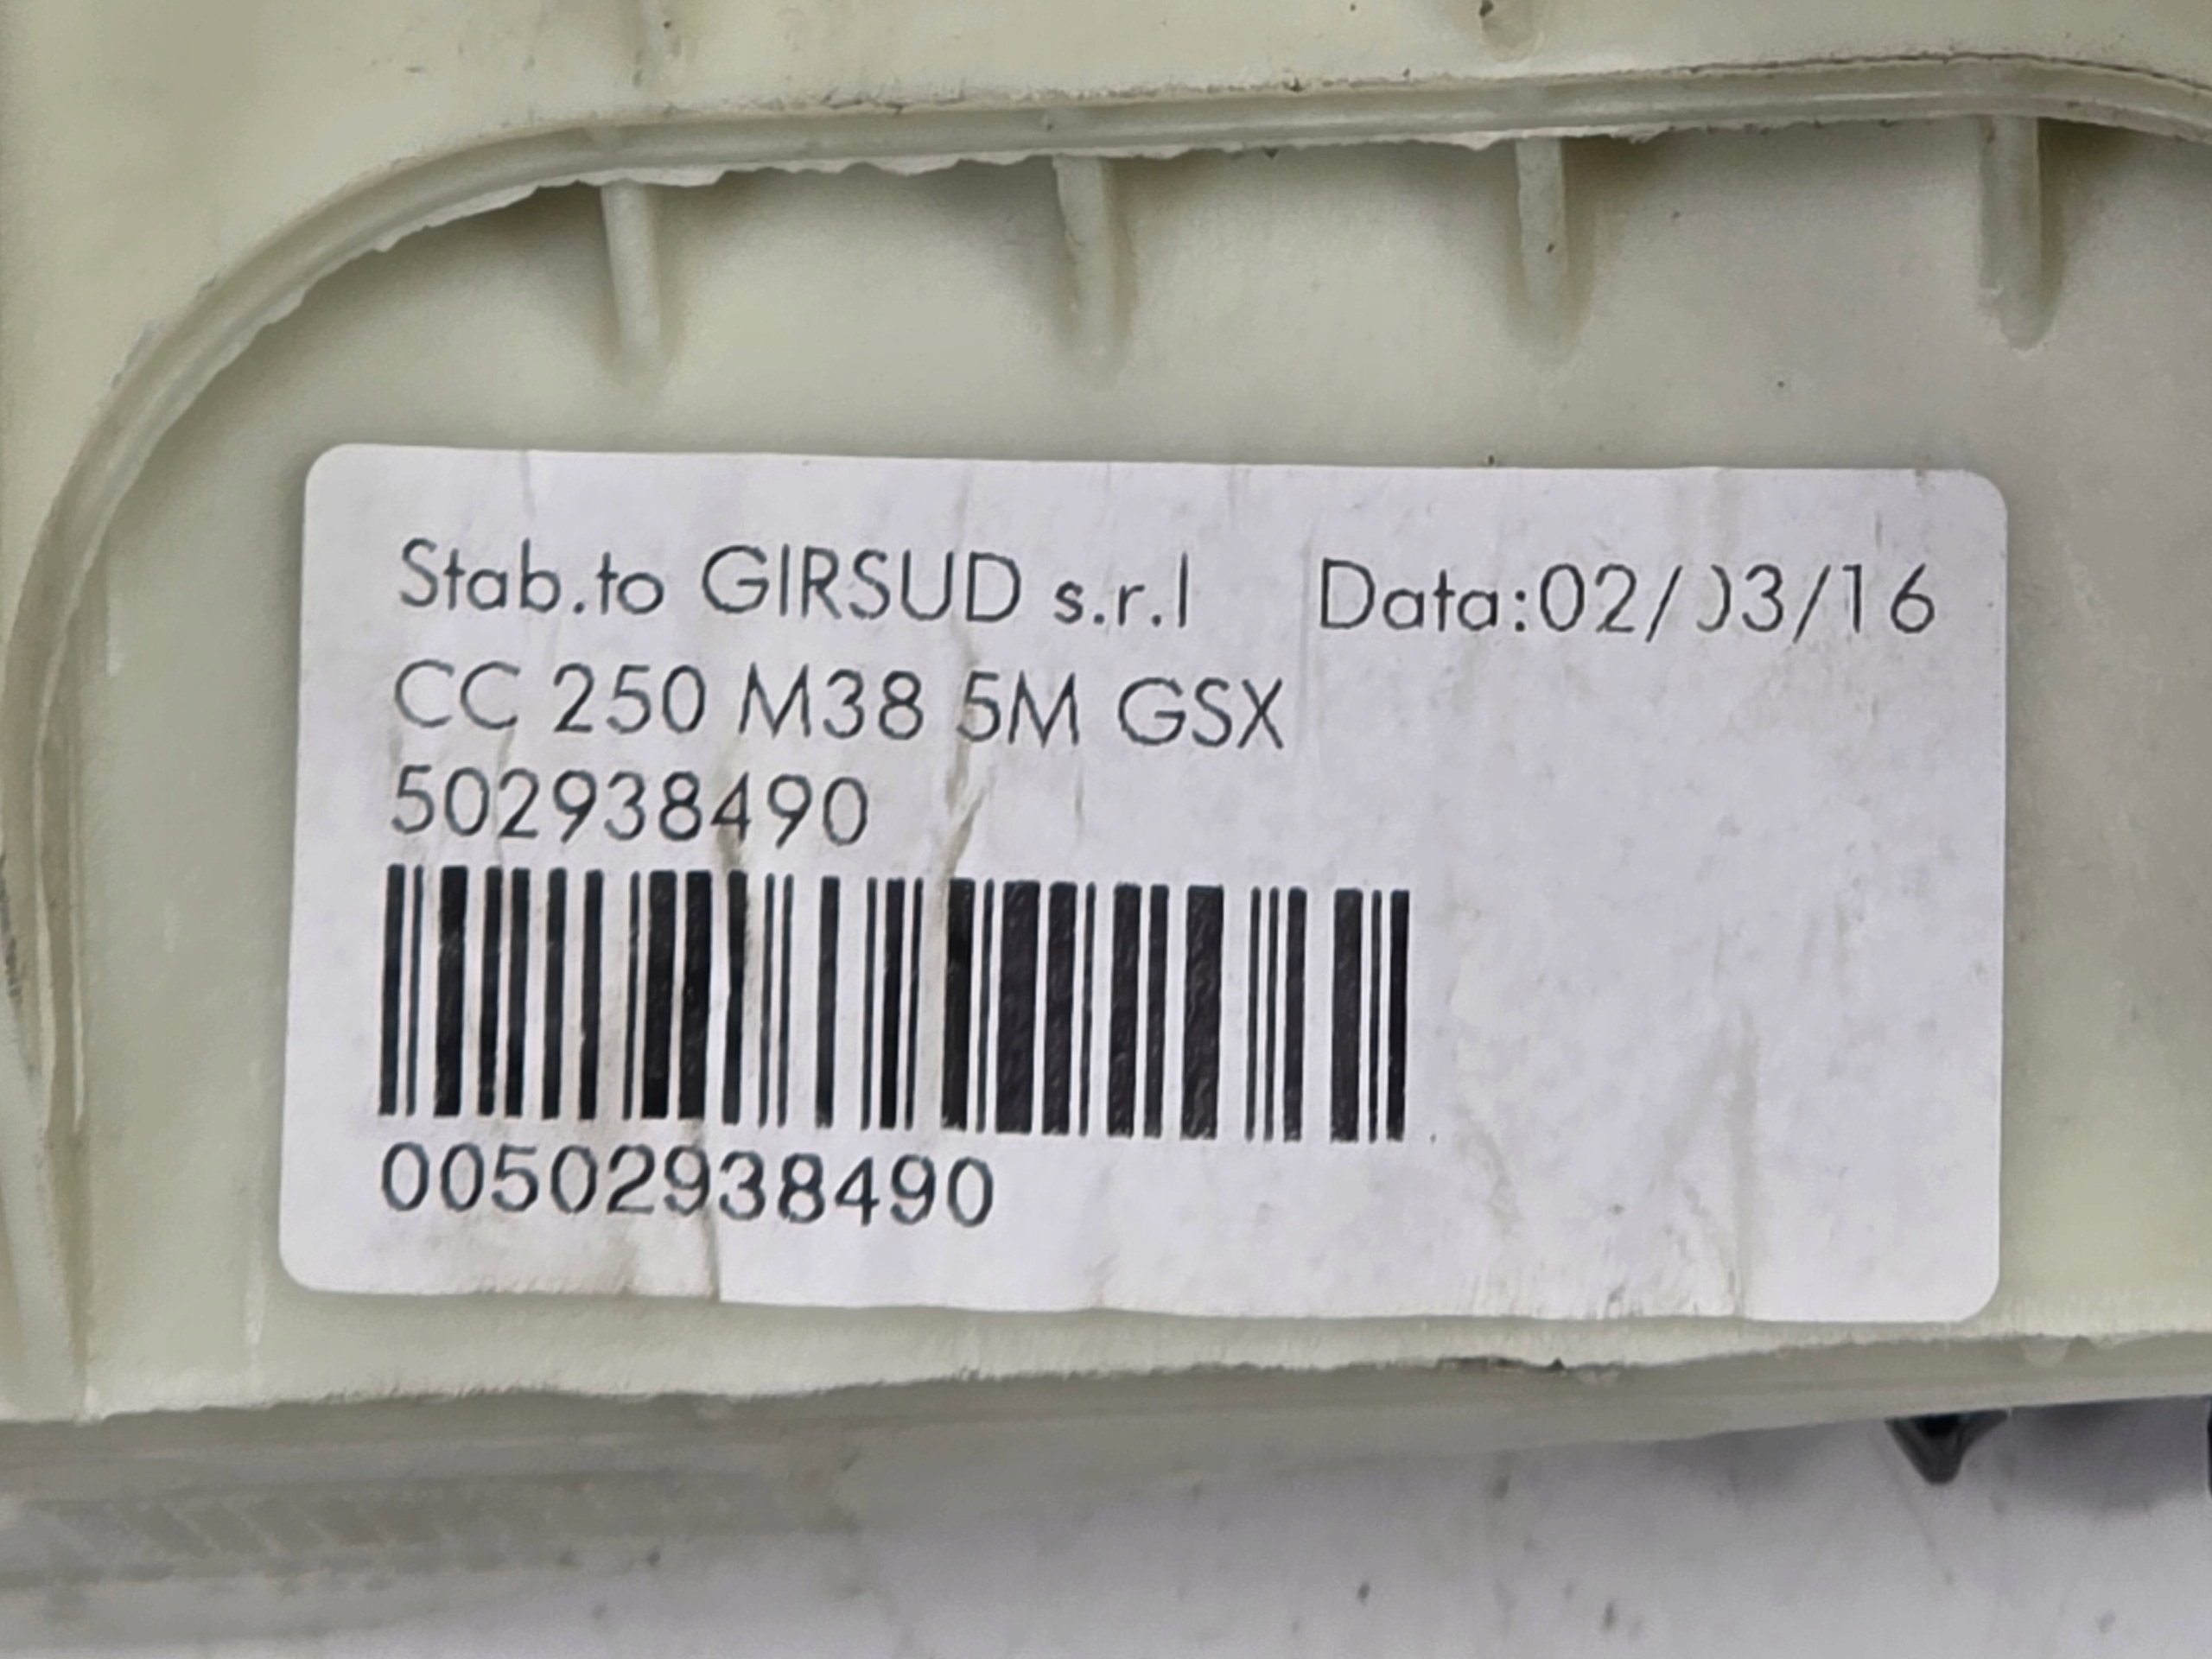 Stab.to GIRSUD s.r.l Data:02/03/16
CC 250 M38 5M GSX
502938490
00502938490